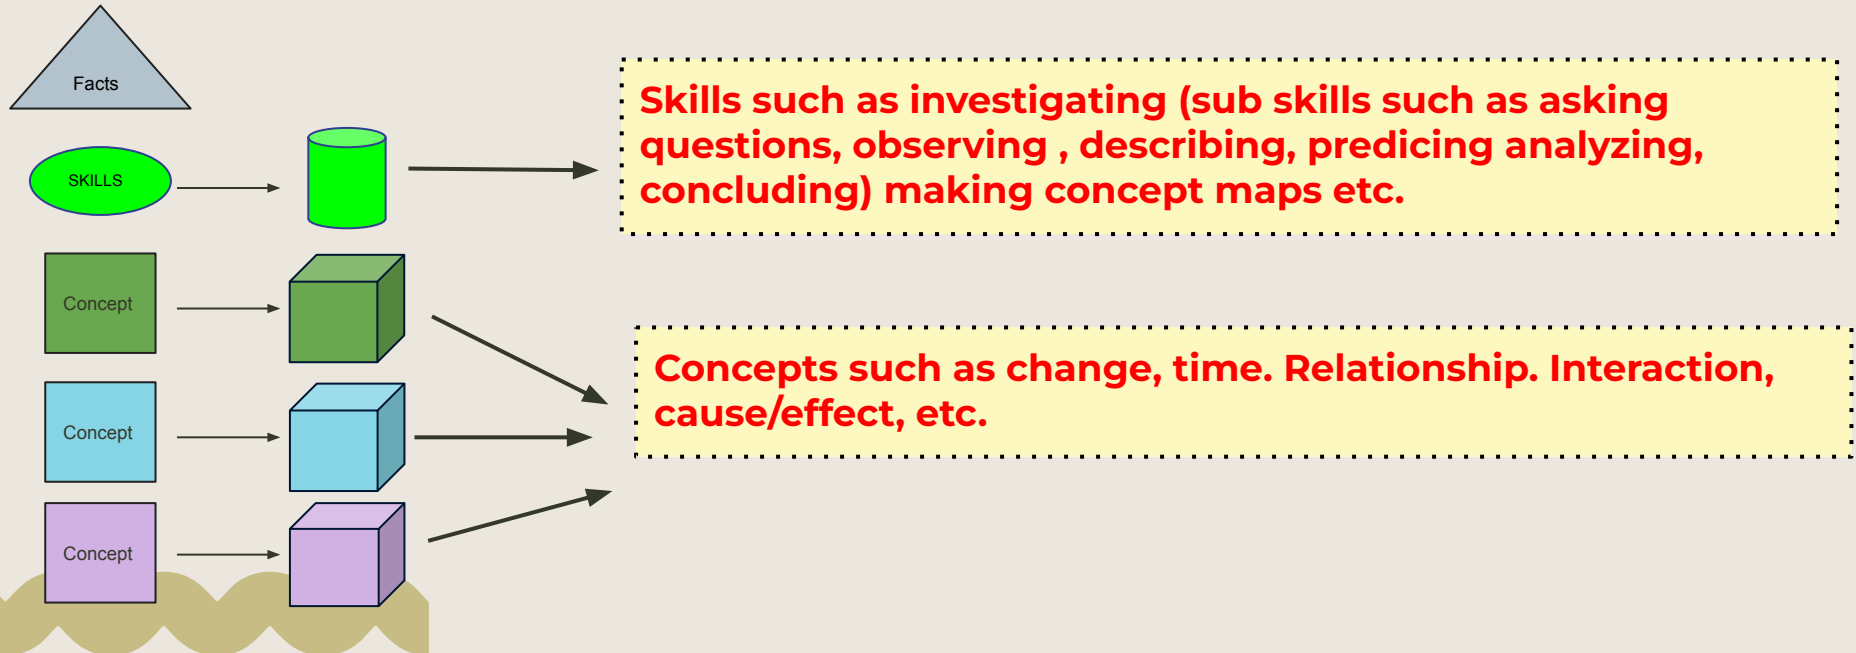 Facts
SKILLS
Skills such as investigating (sub skills such as asking
questions, observing , describing, predicing analyzing,
concluding) making concept maps etc.
Concept
Concepts such as change, time. Relationship. Interaction,
cause/effect, etc.
Concept
Concept